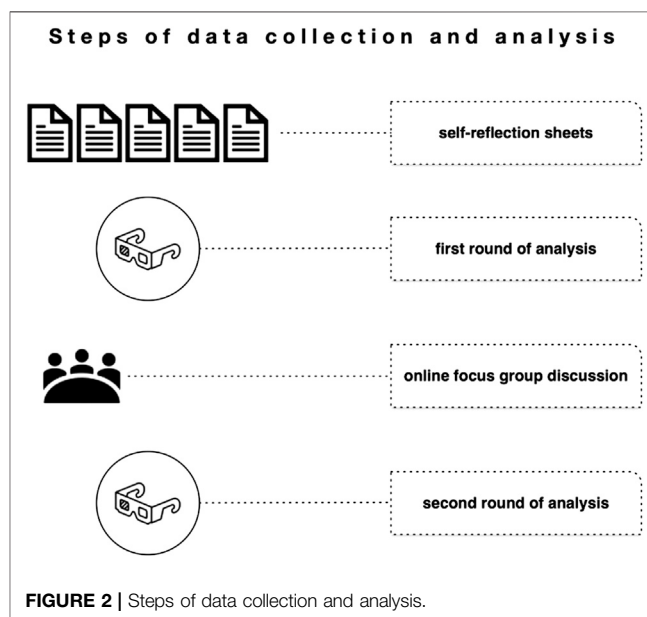 Steps of data collection and analysis
self-reflection sheets
first round of analysis
online focus group discussion
second round of analysis
FIGURE 2 | Steps of data collection and analysis.